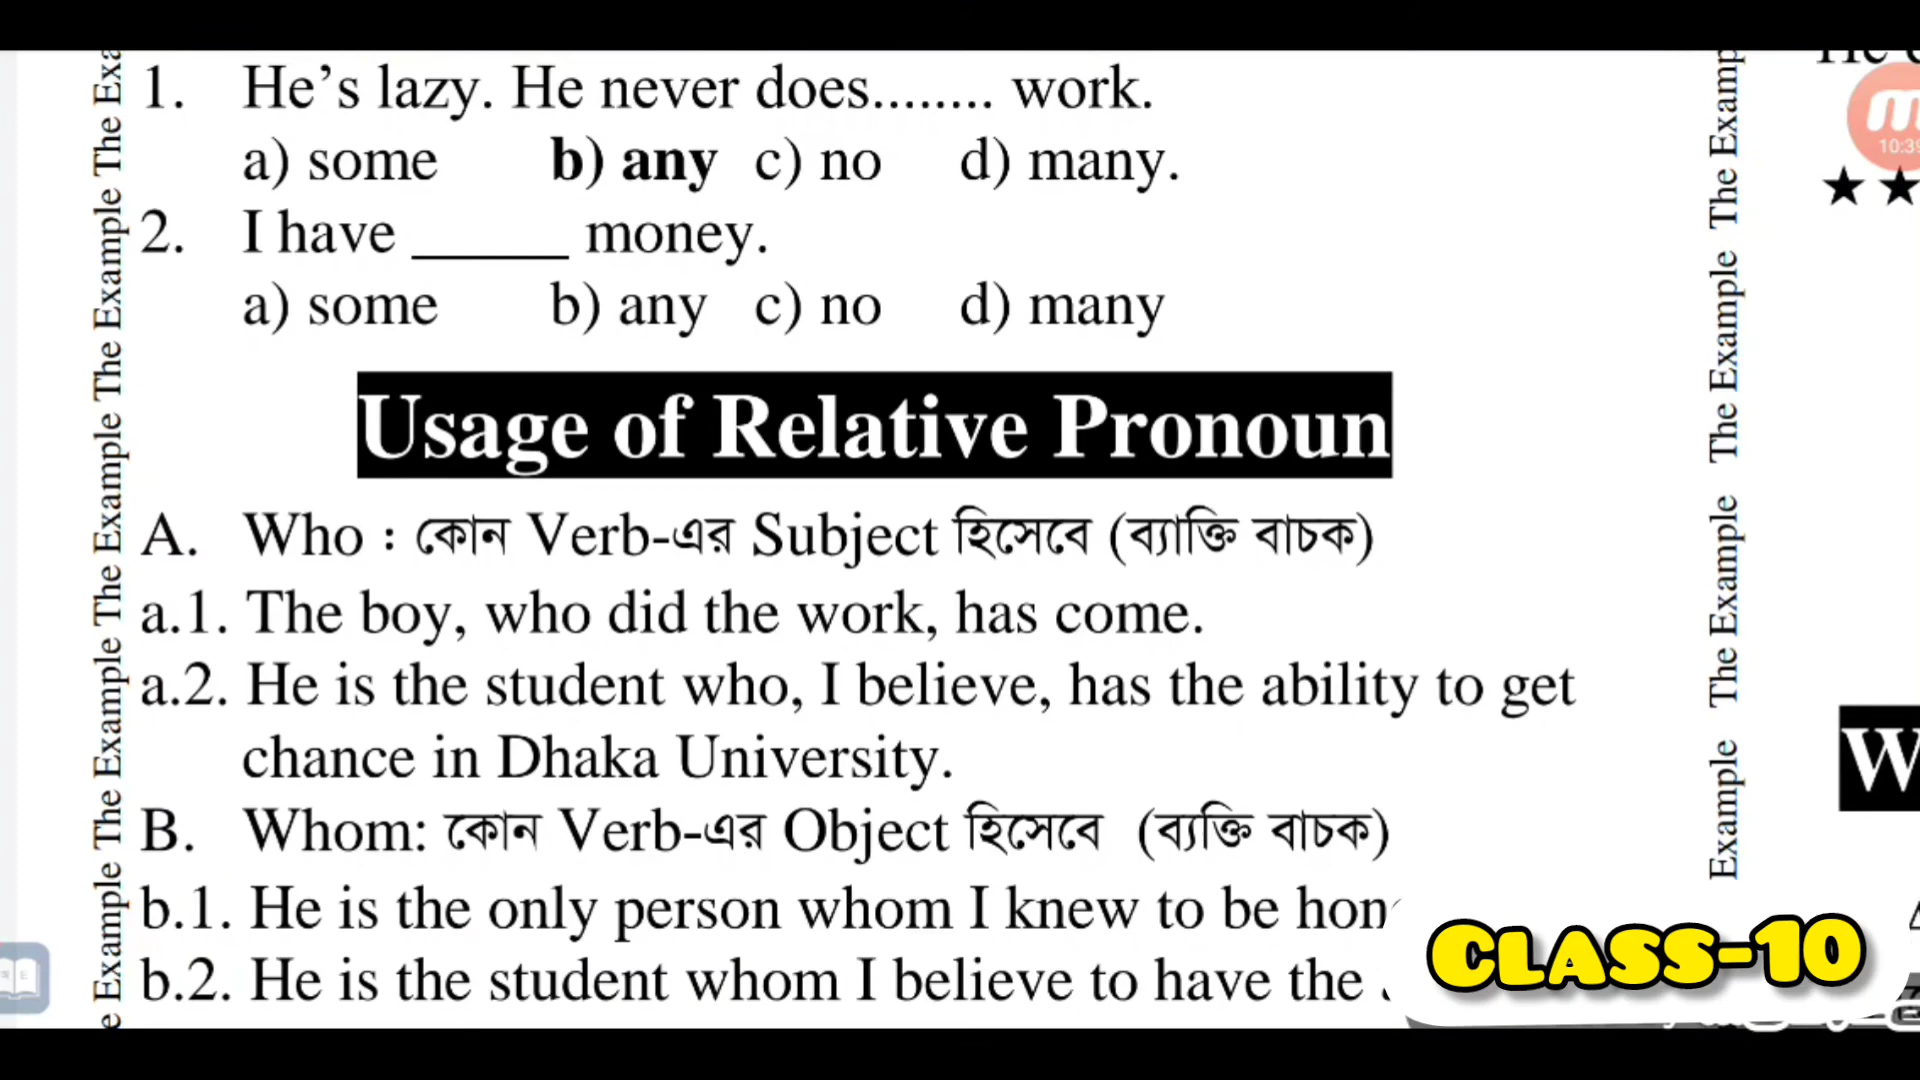 1. He's lazy. He never does........ work.
a) some b) any c) no d) many.
2. I have ______ money.
a) some b) any c) no d) many
Usage of Relative Pronoun
A. Who : কোন Verb-এর Subject হিসেবে (ব্যাক্তি বাচক)
a.1. The boy, who did the work, has come.
a.2. He is the student who, I believe, has the ability to get
chance in Dhaka University.
B. Whom: কোন Verb-এর Object হিসেবে (ব্যক্তি বাচক)
b.1. He is the only person whom I knew to be
b.2. He is the student whom I believe to have the
CLASS-10
The Example The Example The Example The Example
The Example The Example The Example
10:39
★ ★
W